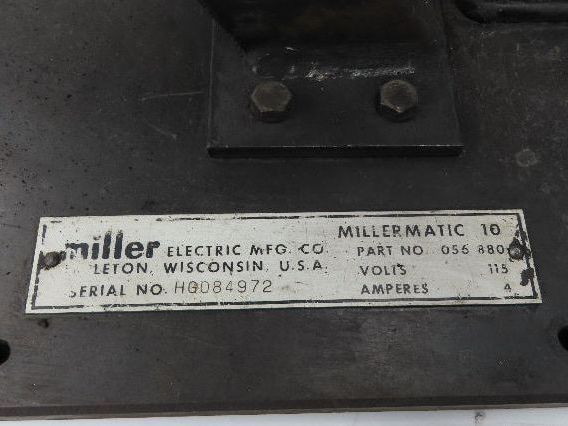 MILLERMATIC 10
miller ELECTRIC MFG. CO PART NO. 056 880
LETON, WISCONSIN, U.S.A. VOLTS 115
SERIAL NO. HG084972 AMPERES 4